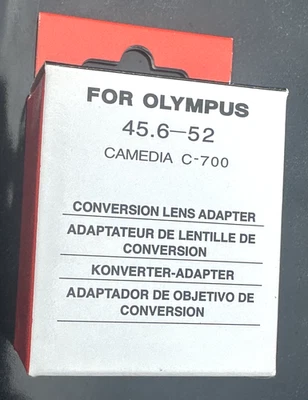 FOR OLYMPUS
45.6—52
CAMEDIA C-700
CONVERSION LENS ADAPTER
ADAPTATEUR DE LENTILLE DE
CONVERSION
KONVERTER-ADAPTER
ADAPTADOR DE OBJETIVO DE
CONVERSION